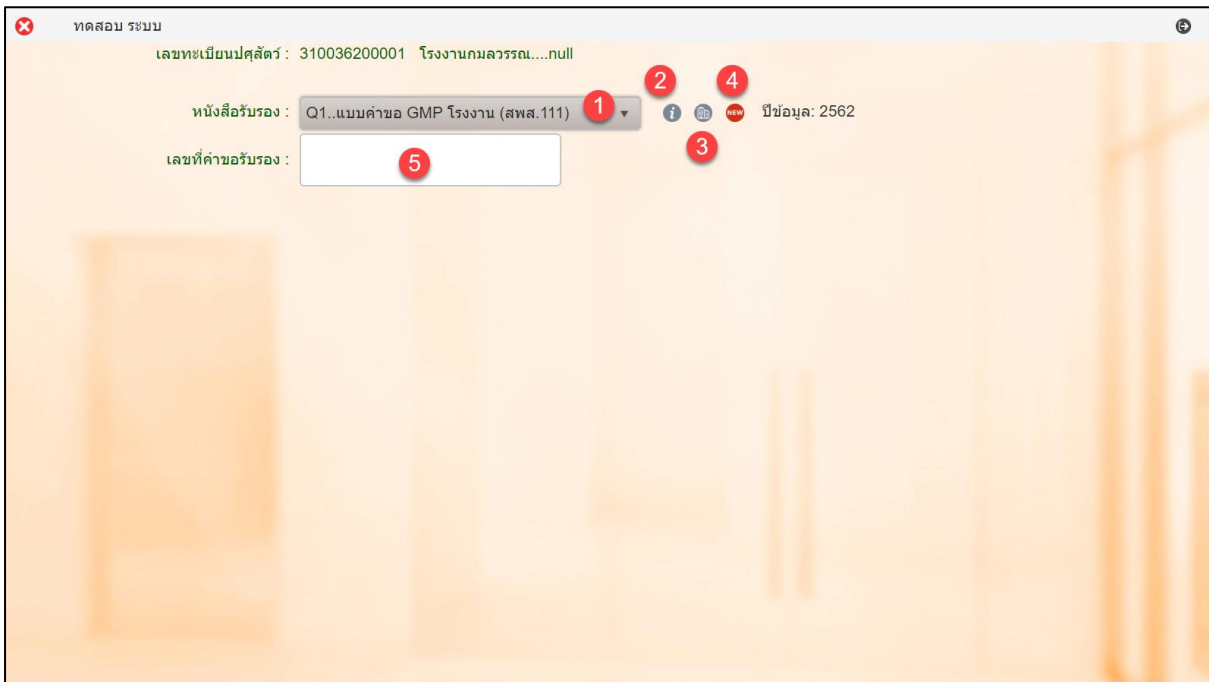 ทดสอบ ระบบ
เลขทะเบียนปศุสัตว์ : 310036200001 โรงงานกมลวรรณ....null
2 4
หนังสือรับรอง : Q1..แบบคำขอ GMP โรงงาน (สพส.111) 1 i NEW ปีข้อมูล: 2562
3
เลขที่คำขอรับรอง : 5